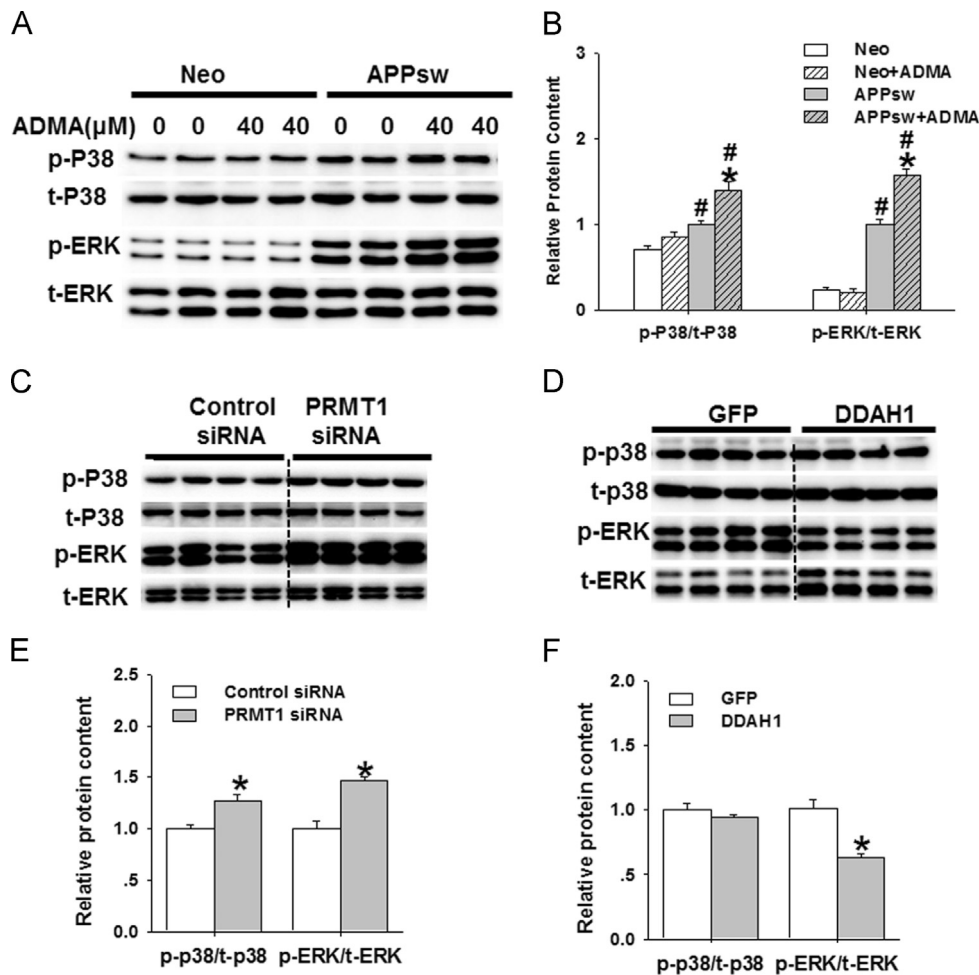 A
Neo APPsw
ADMA(μM) 0 0 40 40 0 0 40 40
p-P38
t-P38
p-ERK
t-ERK
B
Relative Protein Content
3
2
1
0
Neo
Neo+ADMA
APPsw
APPsw+ADMA
#
#
*
#
#
*
p-P38/t-P38 p-ERK/t-ERK
C
Control PRMT1
siRNA siRNA
p-P38
t-P38
p-ERK
t-ERK
D
GFP DDAH1
p-p38
t-p38
p-ERK
t-ERK
E
Relative protein content
2.5
2.0
1.5
1.0
.5
0.0
Control siRNA
PRMT1 siRNA
* *
p-p38/t-p38 p-ERK/t-ERK
F
Relative protein content
2.0
1.5
1.0
.5
0.0
GFP
DDAH1
*
p-p38/t-p38 p-ERK/t-ERK